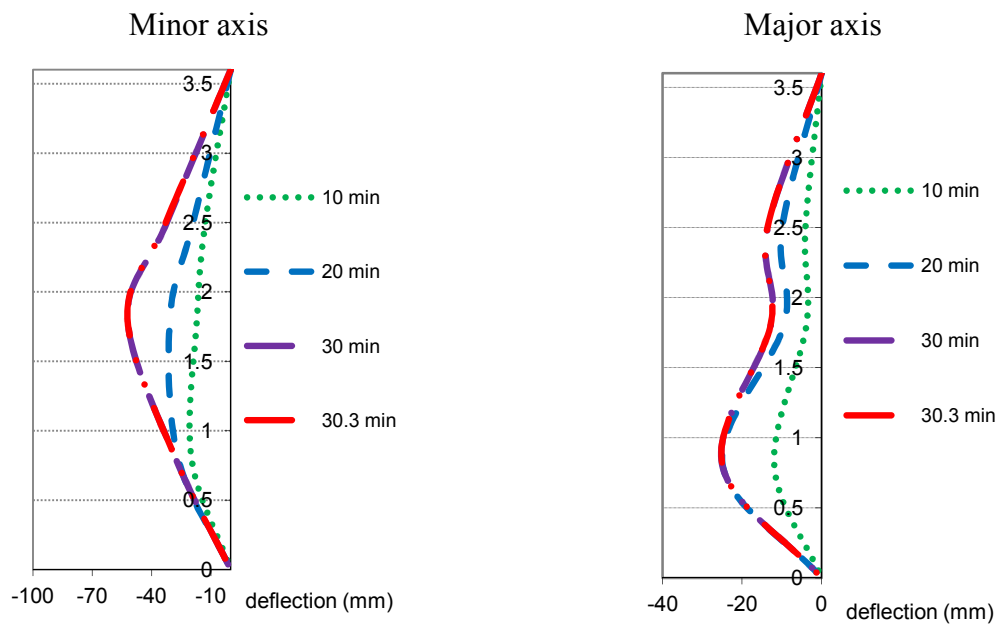 Minor axis
3.5
3
2.5
2
1.5
1
0.5
0
-100 -70 -40 -10
deflection (mm)
10 min
20 min
30 min
30.3 min
Major axis
3.5
3
2.5
2
1.5
1
0.5
0
-40 -20 0
deflection (mm)
10 min
20 min
30 min
30.3 min